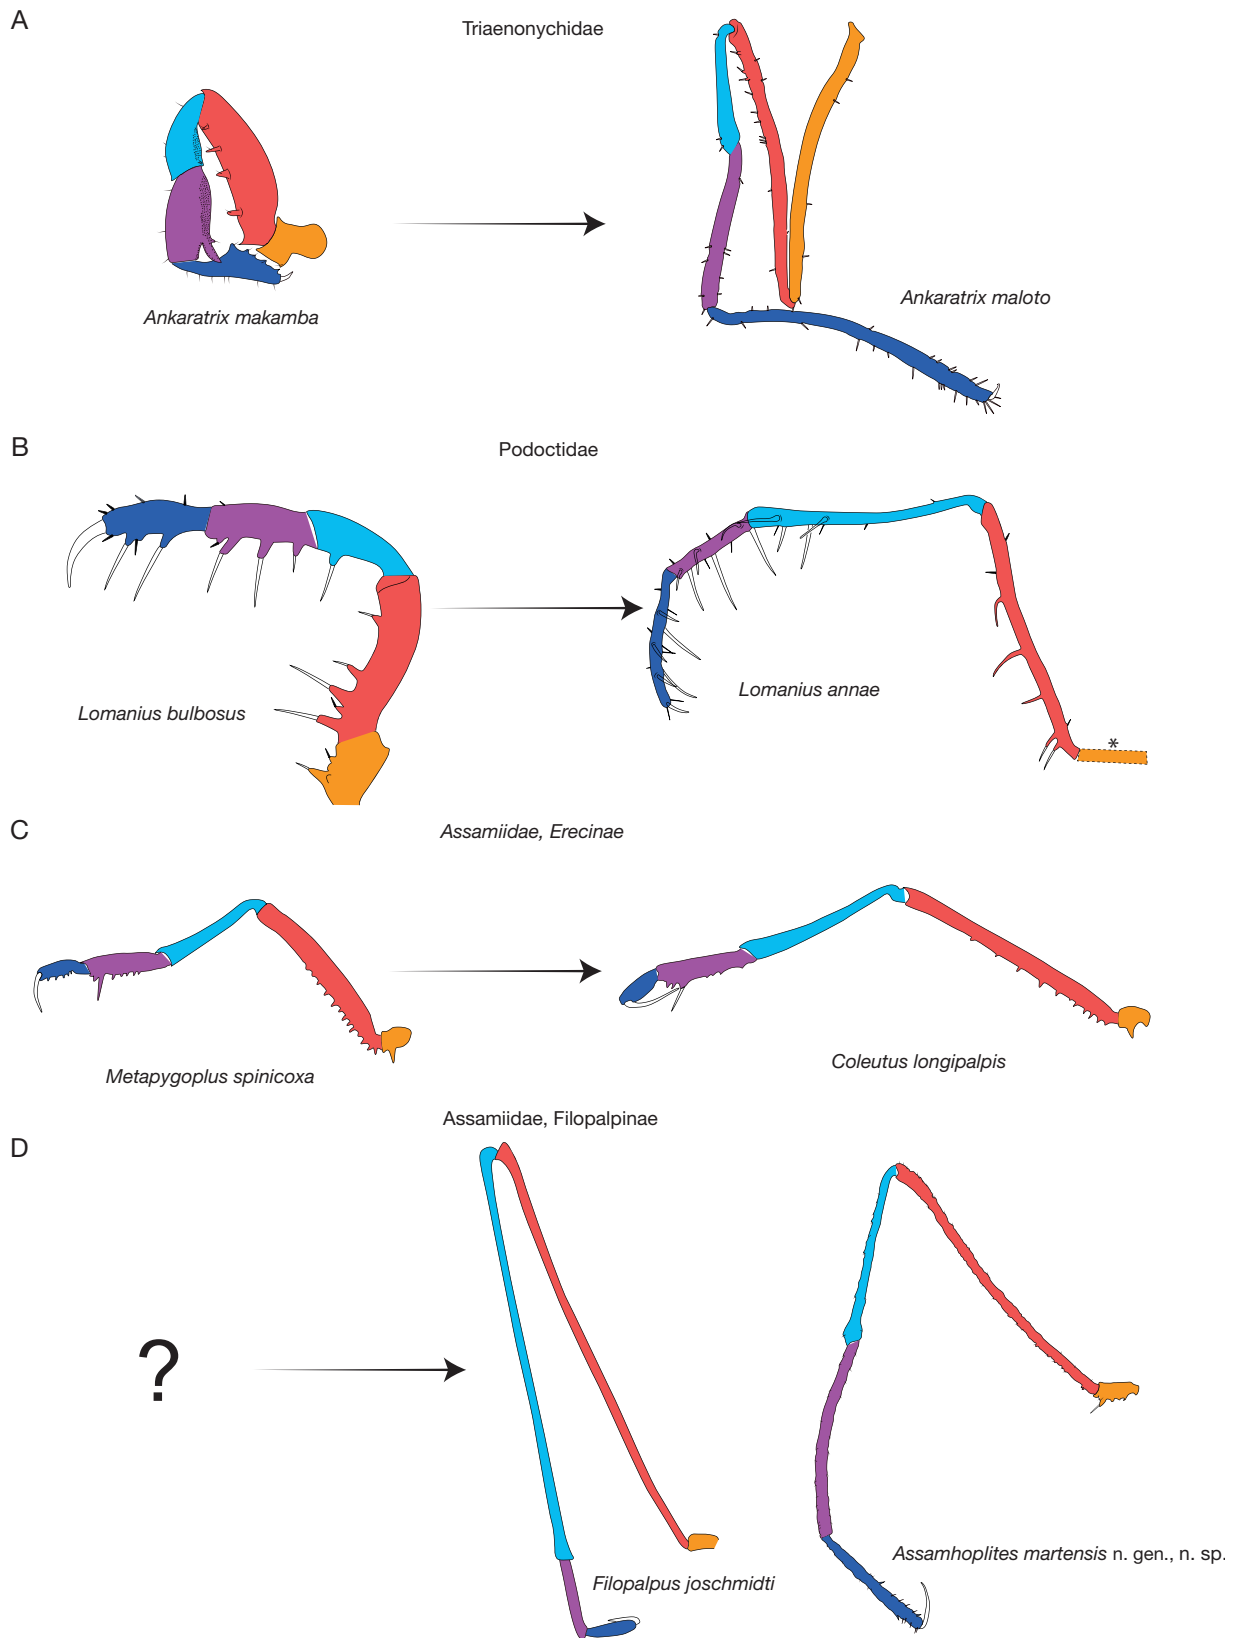 A
Triaenonychidae
Ankaratrix makamba
Ankaratrix maloto
B
Podoctidae
Lomanius bulbosus
Lomanius annae
*
C
Assamiidae, Erecinae
Metapygoplus spinicoxa
Coleutus longipalpis
D
Assamiidae, Filopalpinae
?
Filopalpus joschmidti
Assamhoplites martensis n. gen., n. sp.